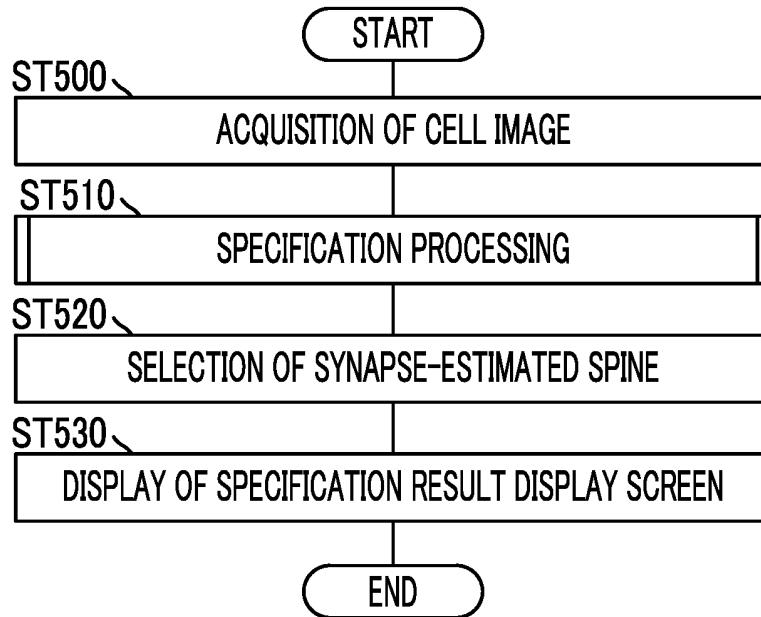 START
ST500
ACQUISITION OF CELL IMAGE
ST510
SPECIFICATION PROCESSING
ST520
SELECTION OF SYNAPSE-ESTIMATED SPINE
ST530
DISPLAY OF SPECIFICATION RESULT DISPLAY SCREEN
END